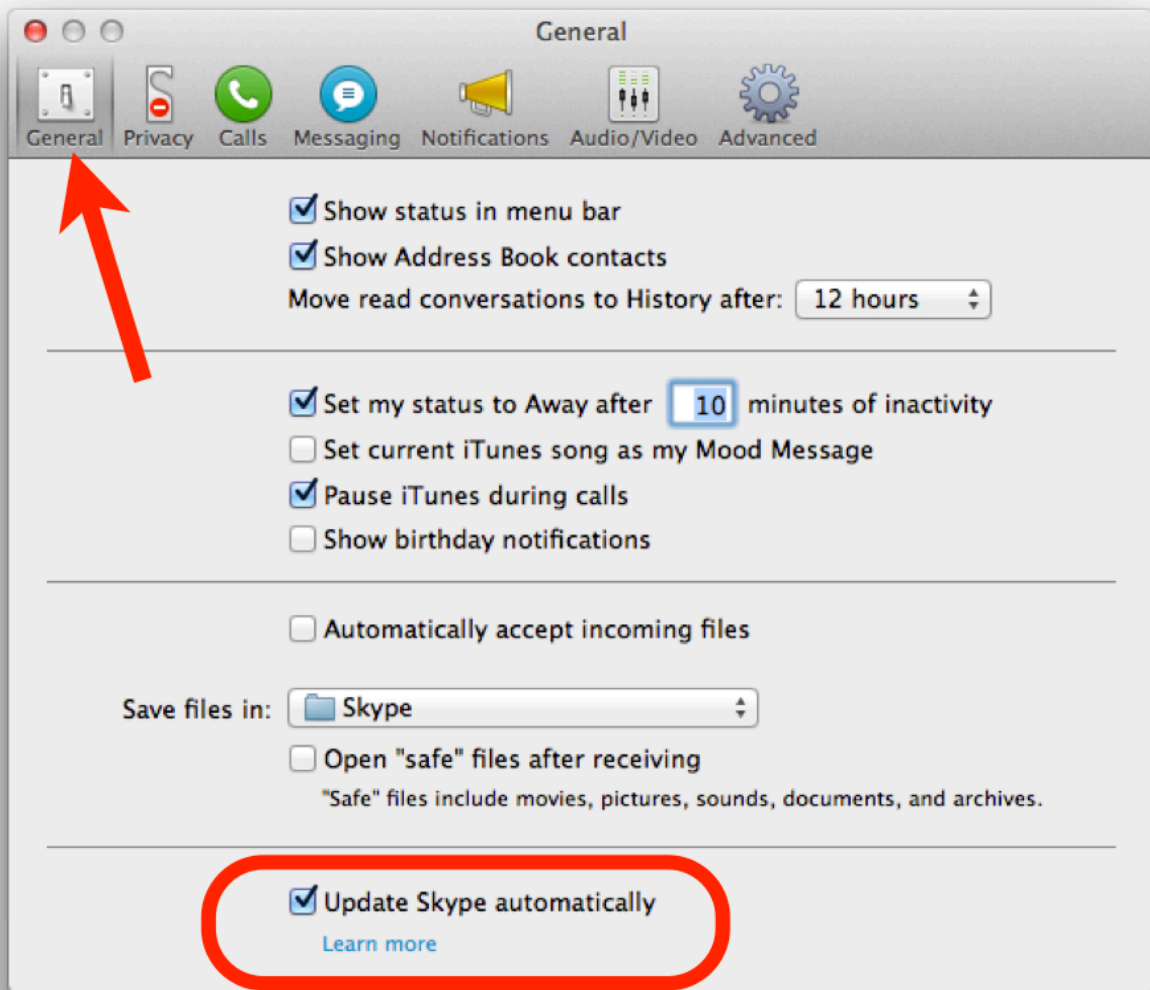 General
General Privacy Calls Messaging Notifications Audio/Video Advanced
Show status in menu bar
Show Address Book contacts
Move read conversations to History after: 12 hours
Set my status to Away after 10 minutes of inactivity
Set current iTunes song as my Mood Message
Pause iTunes during calls
Show birthday notifications
Automatically accept incoming files
Save files in: Skype
Open "safe" files after receiving
"Safe" files include movies, pictures, sounds, documents, and archives.
Update Skype automatically
Learn more